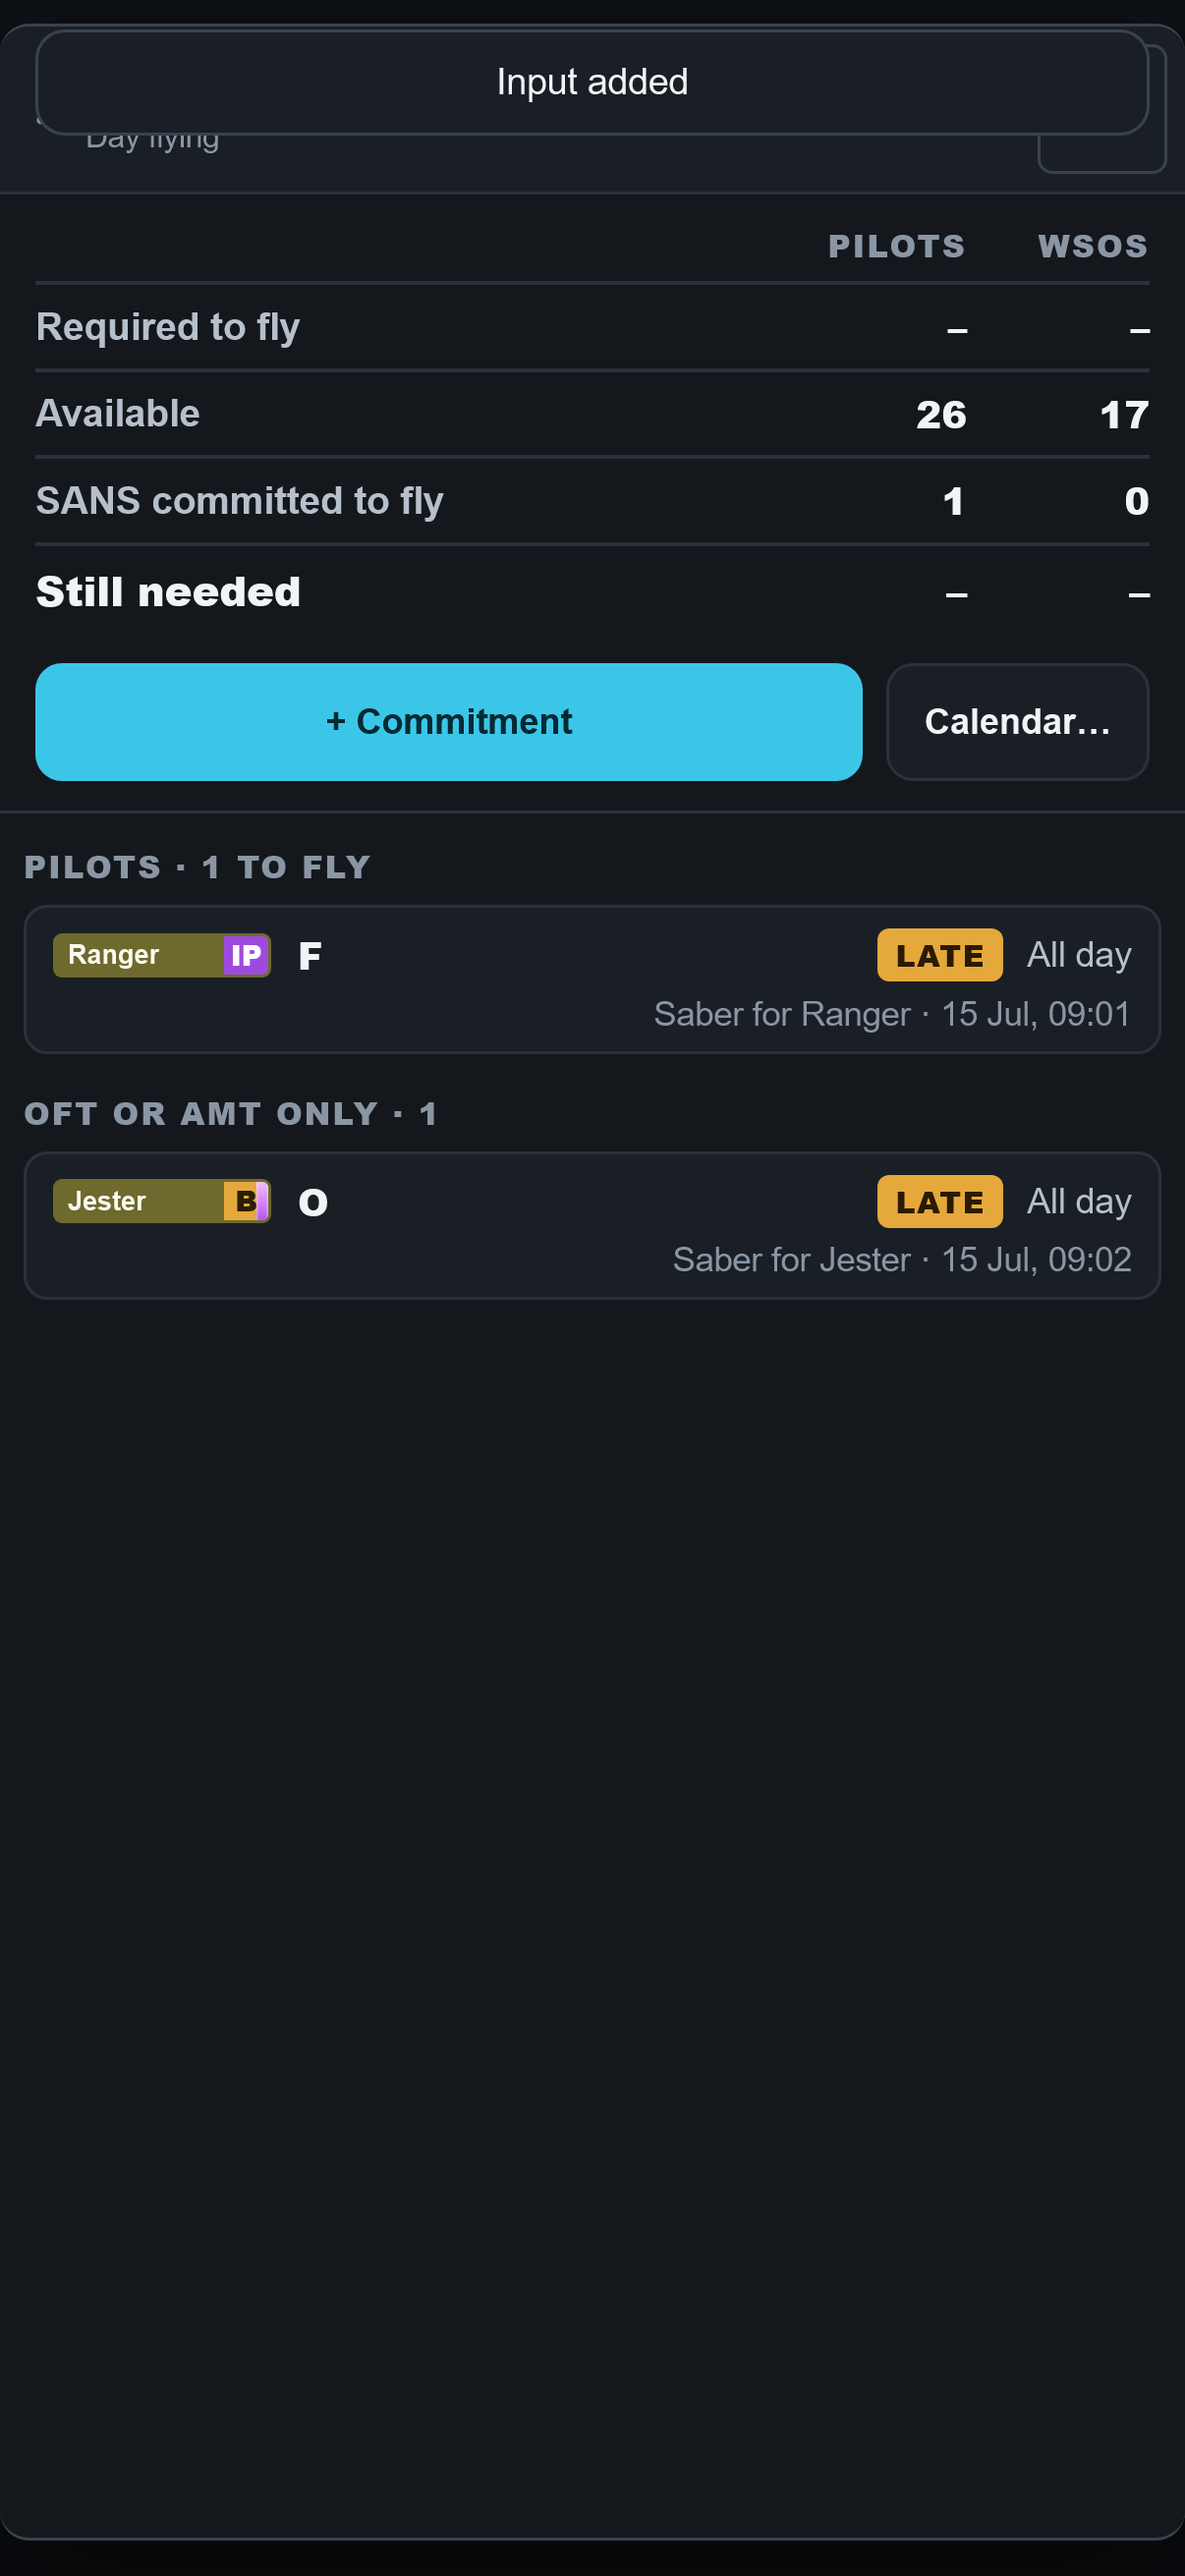 Input added
Day flying
PILOTS WSOS
Required to fly – –
Available 26 17
SANS committed to fly 1 0
Still needed – –
+ Commitment Calendar…
PILOTS · 1 TO FLY
Ranger IP F LATE All day
Saber for Ranger · 15 Jul, 09:01
OFT OR AMT ONLY · 1
Jester B O LATE All day
Saber for Jester · 15 Jul, 09:02